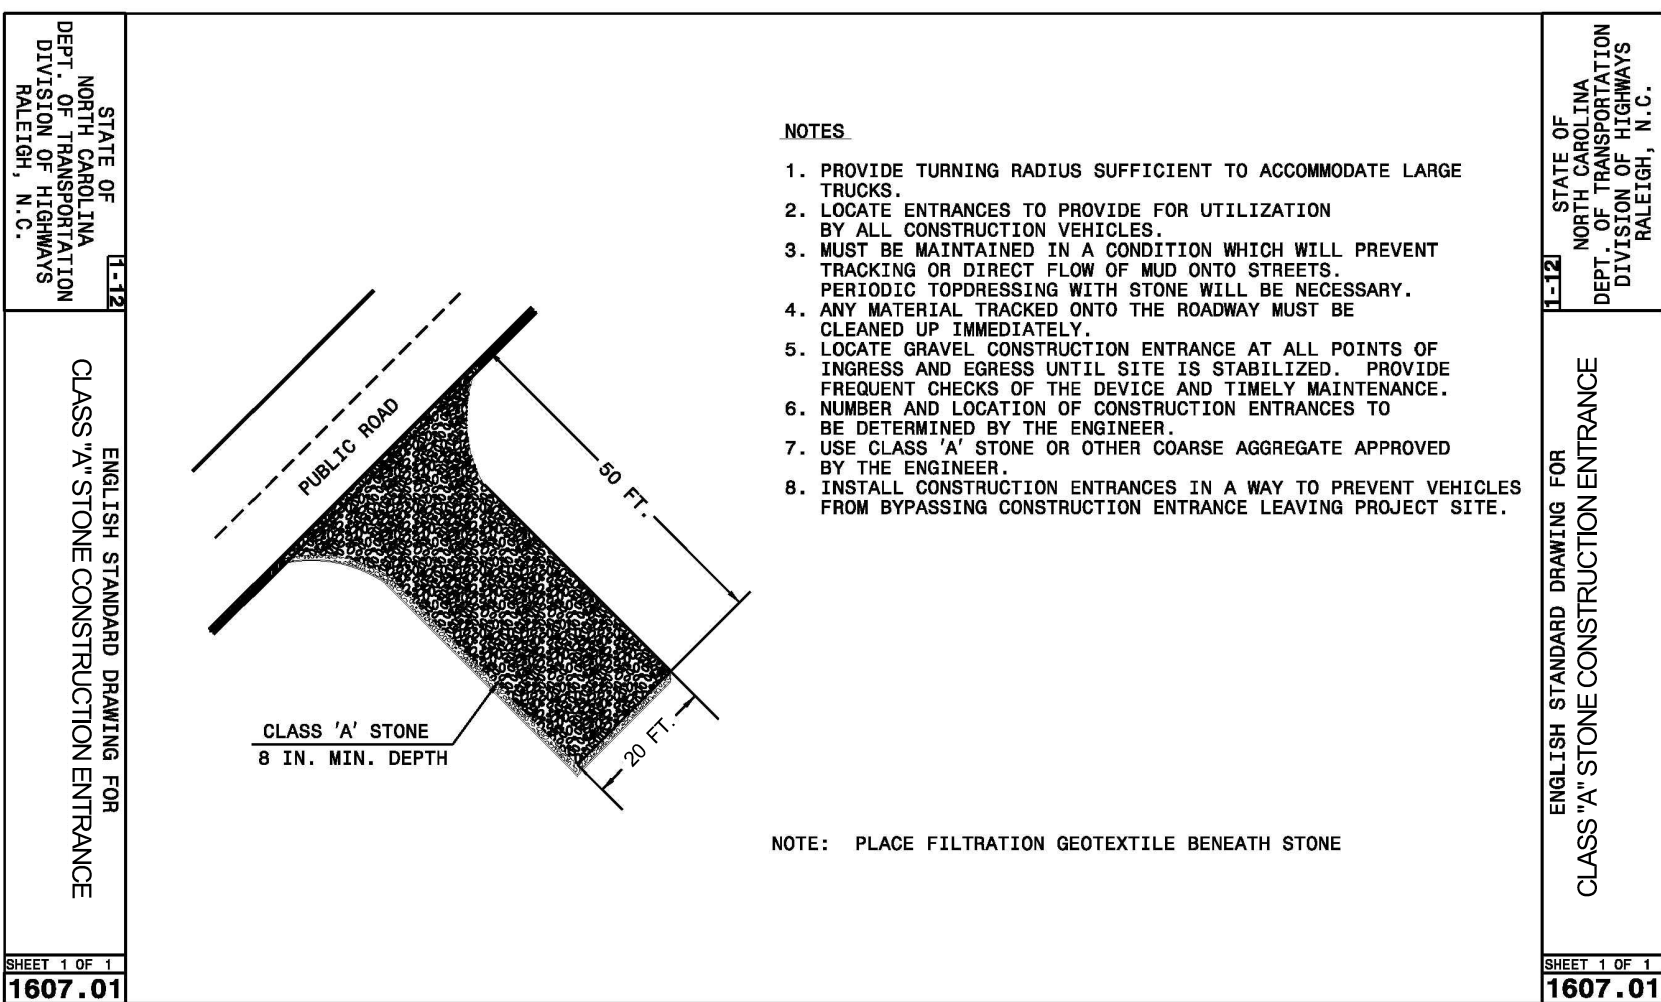 STATE OF
NORTH CAROLINA
DEPT. OF TRANSPORTATION
DIVISION OF HIGHWAYS
RALEIGH, N.C.
1-12
ENGLISH STANDARD DRAWING FOR
CLASS "A" STONE CONSTRUCTION ENTRANCE
SHEET 1 OF 1
1607.01
PUBLIC ROAD
50 FT.
20 FT.
CLASS 'A' STONE
8 IN. MIN. DEPTH
NOTES
1. PROVIDE TURNING RADIUS SUFFICIENT TO ACCOMMODATE LARGE
TRUCKS.
2. LOCATE ENTRANCES TO PROVIDE FOR UTILIZATION
BY ALL CONSTRUCTION VEHICLES.
3. MUST BE MAINTAINED IN A CONDITION WHICH WILL PREVENT
TRACKING OR DIRECT FLOW OF MUD ONTO STREETS.
PERIODIC TOPDRESSING WITH STONE WILL BE NECESSARY.
4. ANY MATERIAL TRACKED ONTO THE ROADWAY MUST BE
CLEANED UP IMMEDIATELY.
5. LOCATE GRAVEL CONSTRUCTION ENTRANCE AT ALL POINTS OF
INGRESS AND EGRESS UNTIL SITE IS STABILIZED. PROVIDE
FREQUENT CHECKS OF THE DEVICE AND TIMELY MAINTENANCE.
6. NUMBER AND LOCATION OF CONSTRUCTION ENTRANCES TO
BE DETERMINED BY THE ENGINEER.
7. USE CLASS 'A' STONE OR OTHER COARSE AGGREGATE APPROVED
BY THE ENGINEER.
8. INSTALL CONSTRUCTION ENTRANCES IN A WAY TO PREVENT VEHICLES
FROM BYPASSING CONSTRUCTION ENTRANCE LEAVING PROJECT SITE.
NOTE: PLACE FILTRATION GEOTEXTILE BENEATH STONE
STATE OF
NORTH CAROLINA
DEPT. OF TRANSPORTATION
DIVISION OF HIGHWAYS
RALEIGH, N.C.
1-12
ENGLISH STANDARD DRAWING FOR
CLASS "A" STONE CONSTRUCTION ENTRANCE
SHEET 1 OF 1
1607.01